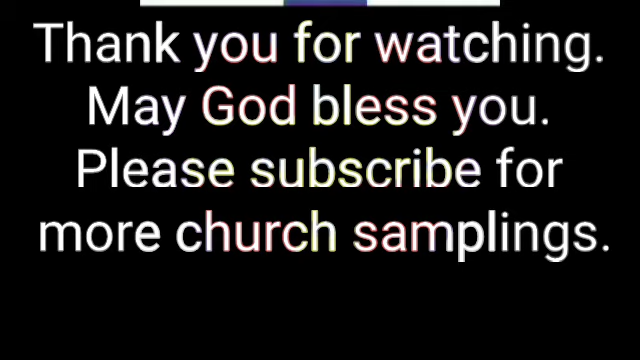 Thank you for watching.
May God bless you.
Please subscribe for
more church samplings.